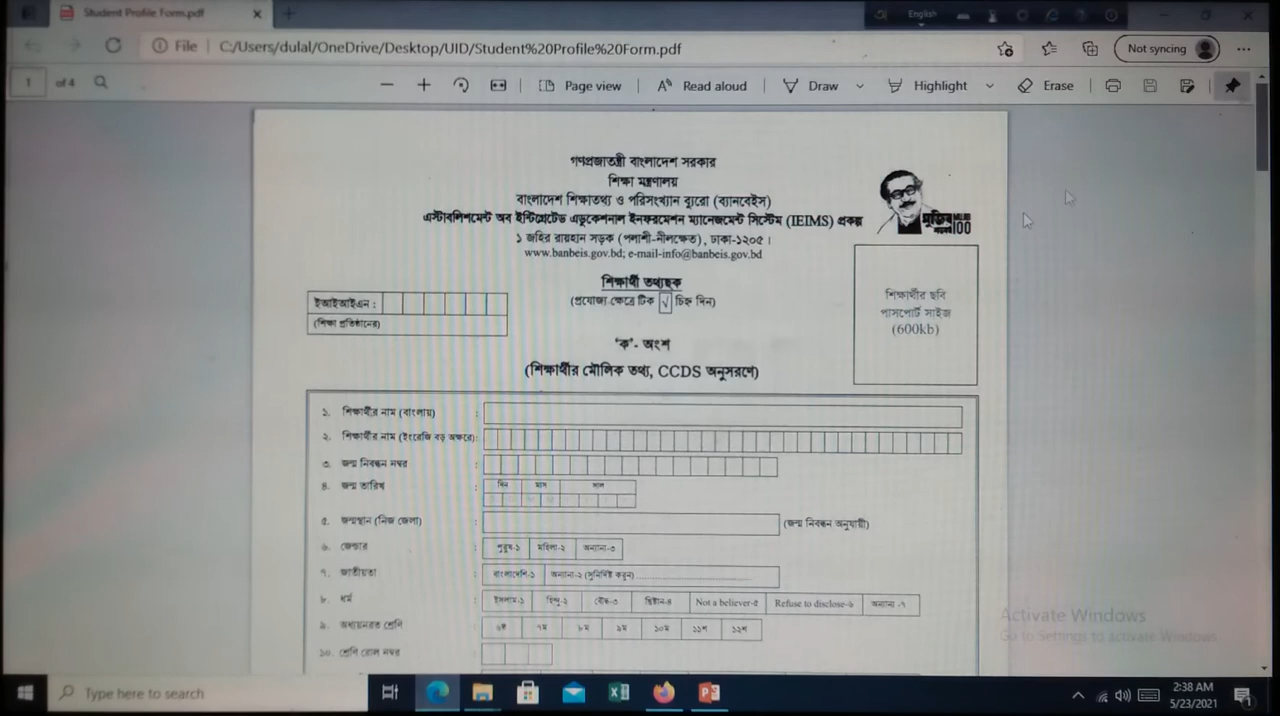 Student Profile Form.pdf
English
File
C:/Users/dulal/OneDrive/Desktop/UID/Student%20Profile%20Form.pdf
Not syncing
1 of 4
Page view
Read aloud
Draw
Highlight
Erase
গণপ্রজাতন্ত্রী বাংলাদেশ সরকার
শিক্ষা মন্ত্রণালয়
বাংলাদেশ শিক্ষাতথ্য ও পরিসংখ্যান ব্যুরো (ব্যানবেইস)
এস্টাবলিশমেন্ট অব ইন্টিগ্রেটেড এডুকেশনাল ইনফরমেশন ম্যানেজমেন্ট সিস্টেম (IEIMS) প্রকল্প
১ জহির রায়হান সড়ক (পলাশী-নীলক্ষেত), ঢাকা-১২০৫ ।
www.banbeis.gov.bd; e-mail-info@banbeis.gov.bd
মুজিব 100
শিক্ষার্থী তথ্যছক
(প্রযোজ্য ক্ষেত্রে টিক √ চিহ্ন দিন)
ইআইআইএন :
(শিক্ষা প্রতিষ্ঠানের)
শিক্ষার্থীর ছবি
পাসপোর্ট সাইজ
(600kb)
‘ক’- অংশ
(শিক্ষার্থীর মৌলিক তথ্য, CCDS অনুসরণে)
১. শিক্ষার্থীর নাম (বাংলায়) :
২. শিক্ষার্থীর নাম (ইংরেজি বড় অক্ষরে):
৩. জন্ম নিবন্ধন নম্বর :
৪. জন্ম তারিখ : দিন মাস সাল
৫. জন্মস্থান (নিজ জেলা) : (জন্ম নিবন্ধন অনুযায়ী)
৬. জেন্ডার : পুরুষ-১ মহিলা-২ অন্যান্য-৩
৭. জাতীয়তা : বাংলাদেশি-১ অন্যান্য-২ (সুনির্দিষ্ট করুন)
৮. ধর্ম : ইসলাম-১ হিন্দু-২ বৌদ্ধ-৩ খ্রিষ্টান-৪ Not a believer-৫ Refuse to disclose-৬ অন্যান্য -৭
৯. অধ্যয়নরত শ্রেণি : ৬ষ্ঠ ৭ম ৮ম ৯ম ১০ম ১১শ ১২শ
১০. শ্রেণি রোল নম্বর :
Activate Windows
Go to Settings to activate Windows.
Type here to search
2:38 AM
5/23/2021